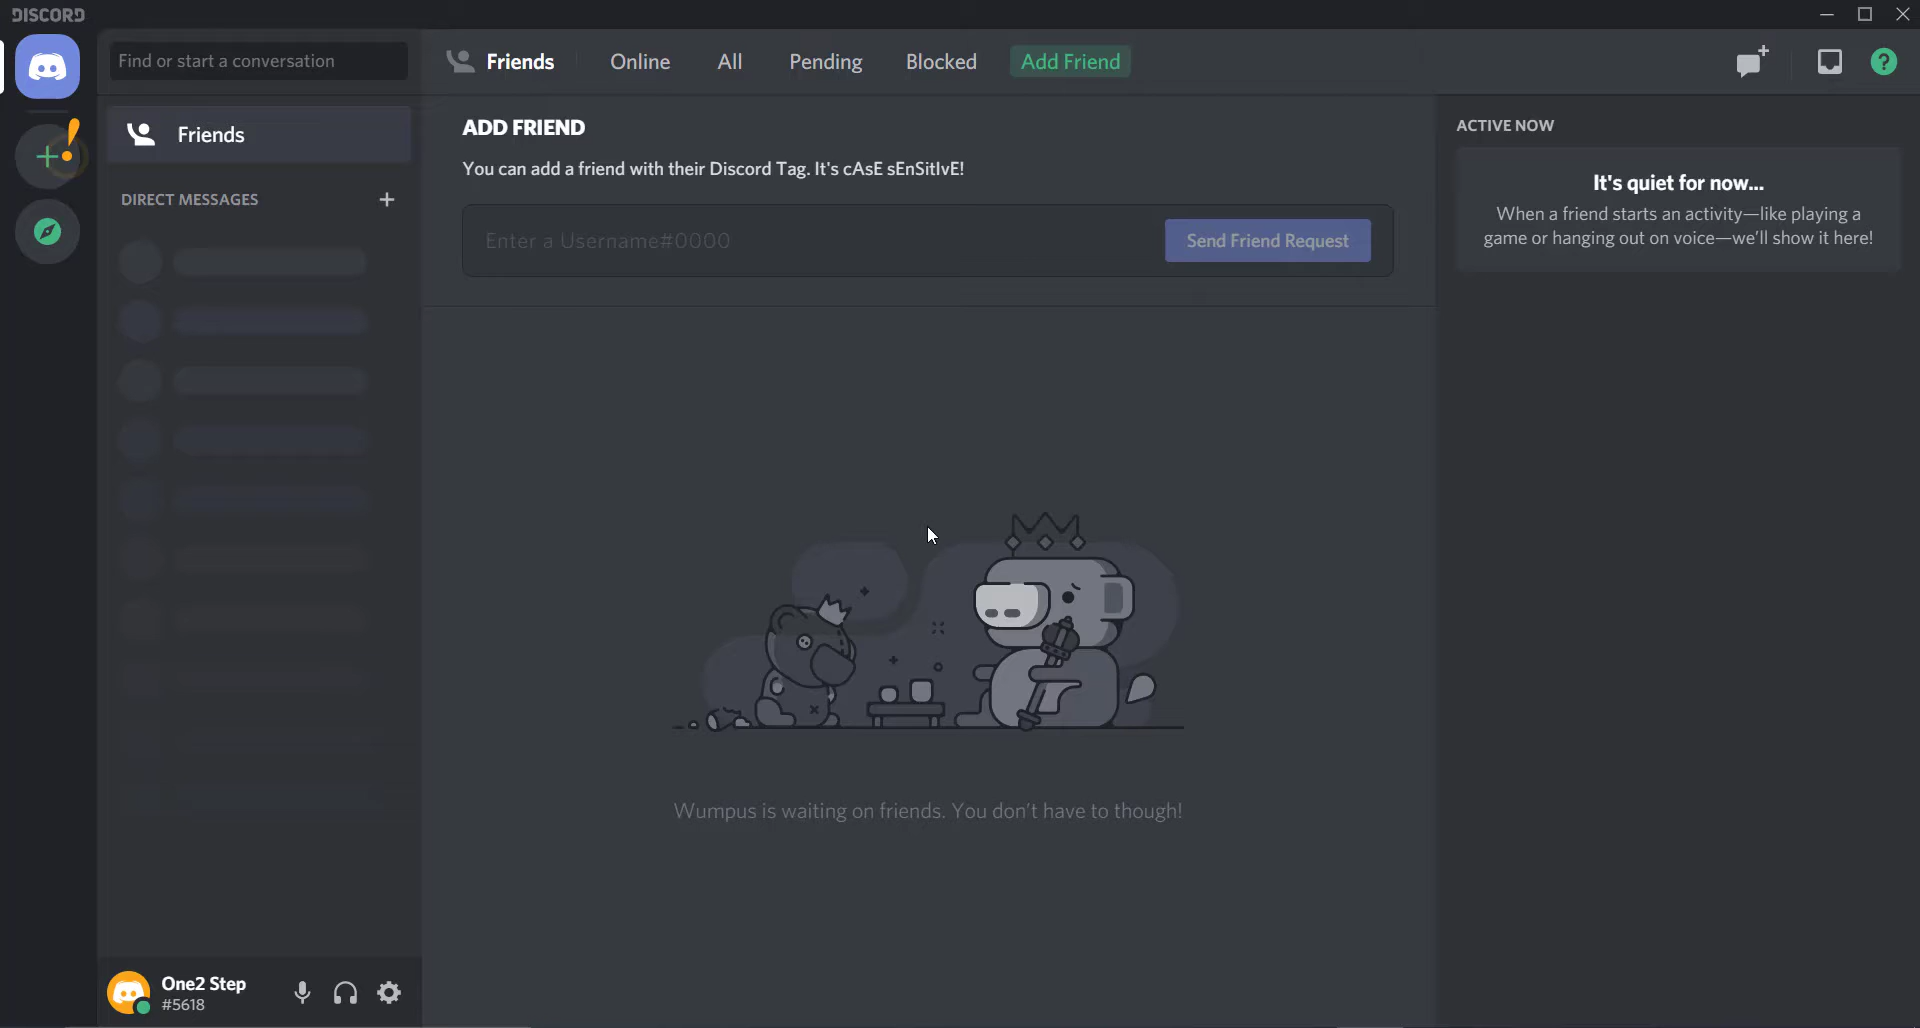 DISCORD
Find or start a conversation
Friends
Online
All
Pending
Blocked
Add Friend
Friends
DIRECT MESSAGES
ADD FRIEND
You can add a friend with their Discord Tag. It's cAsE sEnSitIvE!
Enter a Username#0000
Send Friend Request
Wumpus is waiting on friends. You don't have to though!
ACTIVE NOW
It's quiet for now...
When a friend starts an activity—like playing a
game or hanging out on voice—we'll show it here!
One2 Step
#5618